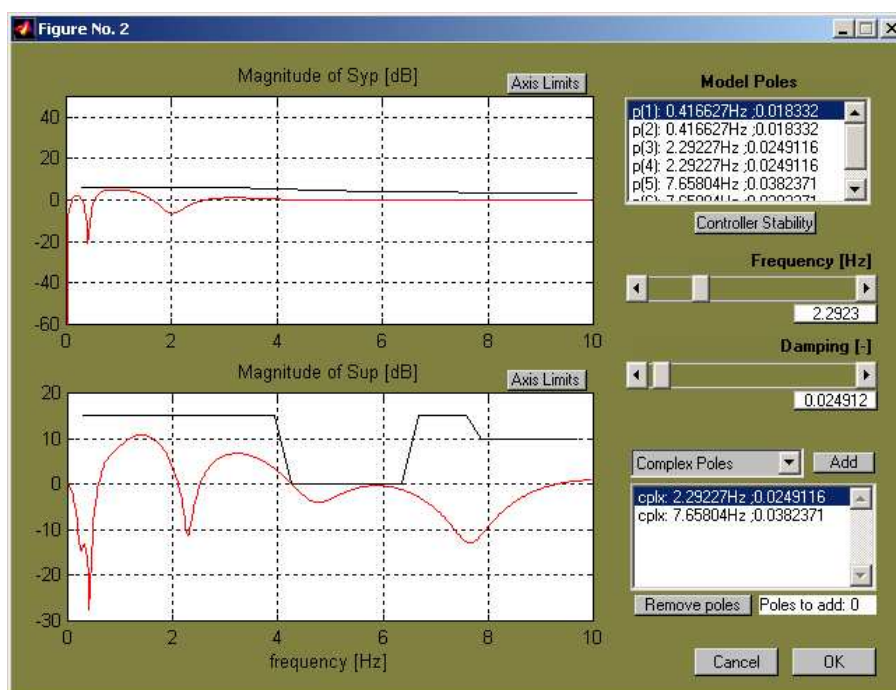 Figure No. 2
Magnitude of Syp [dB]
Axis Limits
40
20
0
-20
-40
-60
0
2
4
6
8
10
Magnitude of Sup [dB]
Axis Limits
20
10
0
-10
-20
-30
0
2
4
6
8
10
frequency [Hz]
Model Poles
p(1): 0.416627Hz ;0.018332
p(2): 0.416627Hz ;0.018332
p(3): 2.29227Hz ;0.0249116
p(4): 2.29227Hz ;0.0249116
p(5): 7.65804Hz ;0.0382371
Controller Stability
Frequency [Hz]
2.2923
Damping [-]
0.024912
Complex Poles
Add
cplx: 2.29227Hz ;0.0249116
cplx: 7.65804Hz ;0.0382371
Remove poles
Poles to add: 0
Cancel
OK